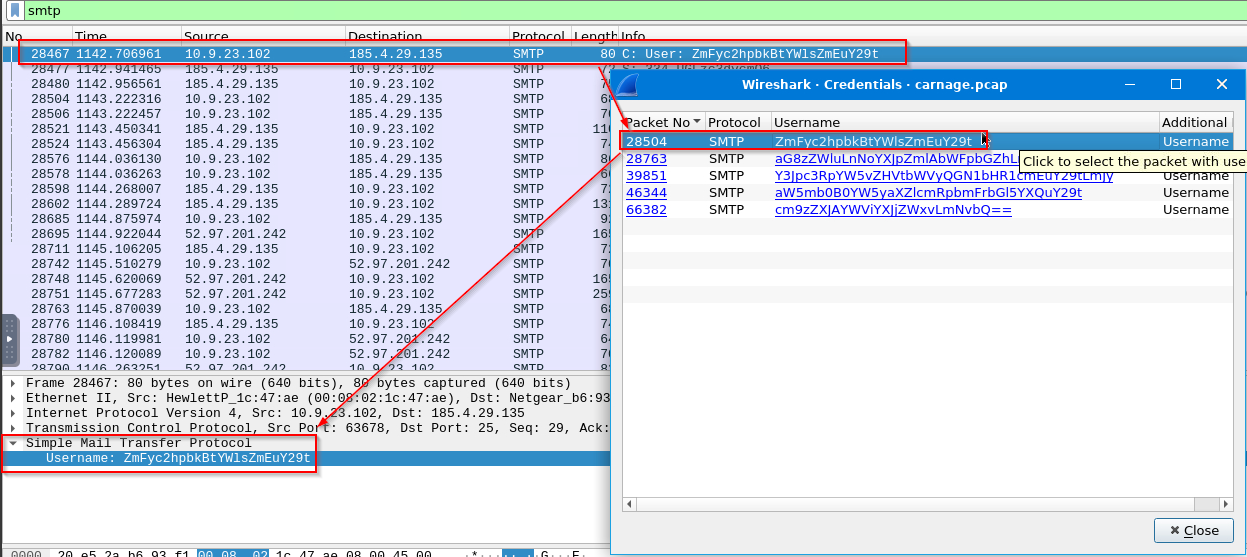 smtp
No. Time Source Destination Protocol Length Info
28467 1142.706961 10.9.23.102 185.4.29.135 SMTP 80 C: User: ZmFyc2hpbkBtYWlsZmEuY29t
28477 1142.941465 185.4.29.135 10.9.23.102 SMTP
28480 1142.956561 10.9.23.102 185.4.29.135 SMTP
28504 1143.222316 10.9.23.102 185.4.29.135 SMTP
28506 1143.222457 10.9.23.102 185.4.29.135 SMTP
28521 1143.450341 185.4.29.135 10.9.23.102 SMTP
28524 1143.456304 10.9.23.102 185.4.29.135 SMTP
28576 1144.036130 185.4.29.135 10.9.23.102 SMTP
28578 1144.036263 10.9.23.102 185.4.29.135 SMTP
28598 1144.268007 185.4.29.135 10.9.23.102 SMTP
28602 1144.289724 185.4.29.135 10.9.23.102 SMTP
28685 1144.875974 185.4.29.135 10.9.23.102 SMTP
28695 1144.922044 52.97.201.242 10.9.23.102 SMTP
28711 1145.106205 185.4.29.135 10.9.23.102 SMTP
28742 1145.510279 10.9.23.102 52.97.201.242 SMTP
28748 1145.620069 52.97.201.242 10.9.23.102 SMTP
28751 1145.677283 52.97.201.242 10.9.23.102 SMTP
28763 1145.870039 10.9.23.102 185.4.29.135 SMTP
28776 1146.108419 185.4.29.135 10.9.23.102 SMTP
28780 1146.119981 10.9.23.102 52.97.201.242 SMTP
28782 1146.120089 10.9.23.102 52.97.201.242 SMTP
28790 1146.263251 52.97.201.242 10.9.23.102 SMTP
Wireshark · Credentials · carnage.pcap
Packet No Protocol Username Additional
28504 SMTP ZmFyc2hpbkBtYWlsZmEuY29t Username
28763 SMTP aG8zZWluLnNoYXJpZmlAbWFpbGZhL
Click to select the packet with use
39851 SMTP Y3Jpc3RpYW5vZHVtbWVyQGN1bHR1cmEuY29tLmJy Username
46344 SMTP aW5mb0B0YW5yaXZlcmRpbmFrbGl5YXQuY29t Username
66382 SMTP cm9zZXJAYWViYXJjZWxvLmNvbQ== Username
Close
Frame 28467: 80 bytes on wire (640 bits), 80 bytes captured (640 bits)
Ethernet II, Src: HewlettP_1c:47:ae (00:08:02:1c:47:ae), Dst: Netgear_b6:93
Internet Protocol Version 4, Src: 10.9.23.102, Dst: 185.4.29.135
Transmission Control Protocol, Src Port: 63678, Dst Port: 25, Seq: 29, Ack:
Simple Mail Transfer Protocol
Username: ZmFyc2hpbkBtYWlsZmEuY29t
0000 20 e5 2a b6 93 f1 00 08 02 1c 47 ae 08 00 45 00